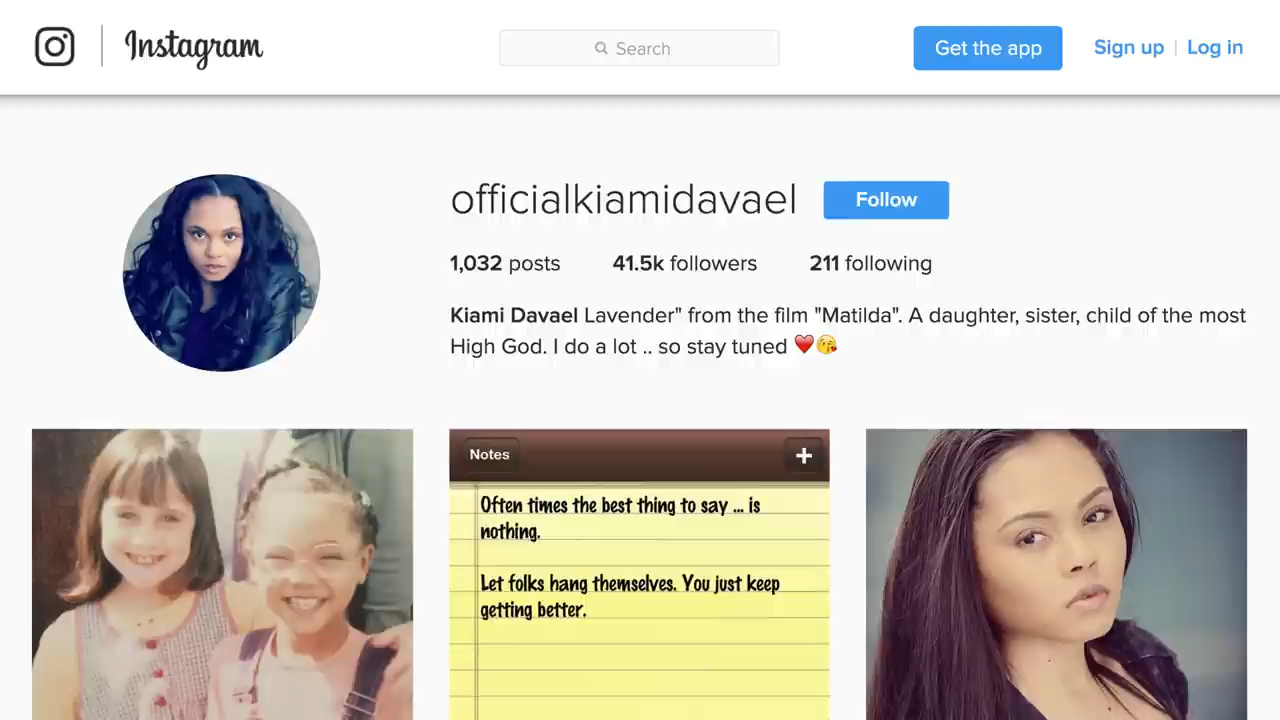 Instagram
Search
Get the app
Sign up | Log in
officialkiamidavael
Follow
1,032 posts
41.5k followers
211 following
Kiami Davael Lavender" from the film "Matilda". A daughter, sister, child of the most
High God. I do a lot .. so stay tuned ❤️😘
Notes
+
Often times the best thing to say ... is
nothing.
Let folks hang themselves. You just keep
getting better.